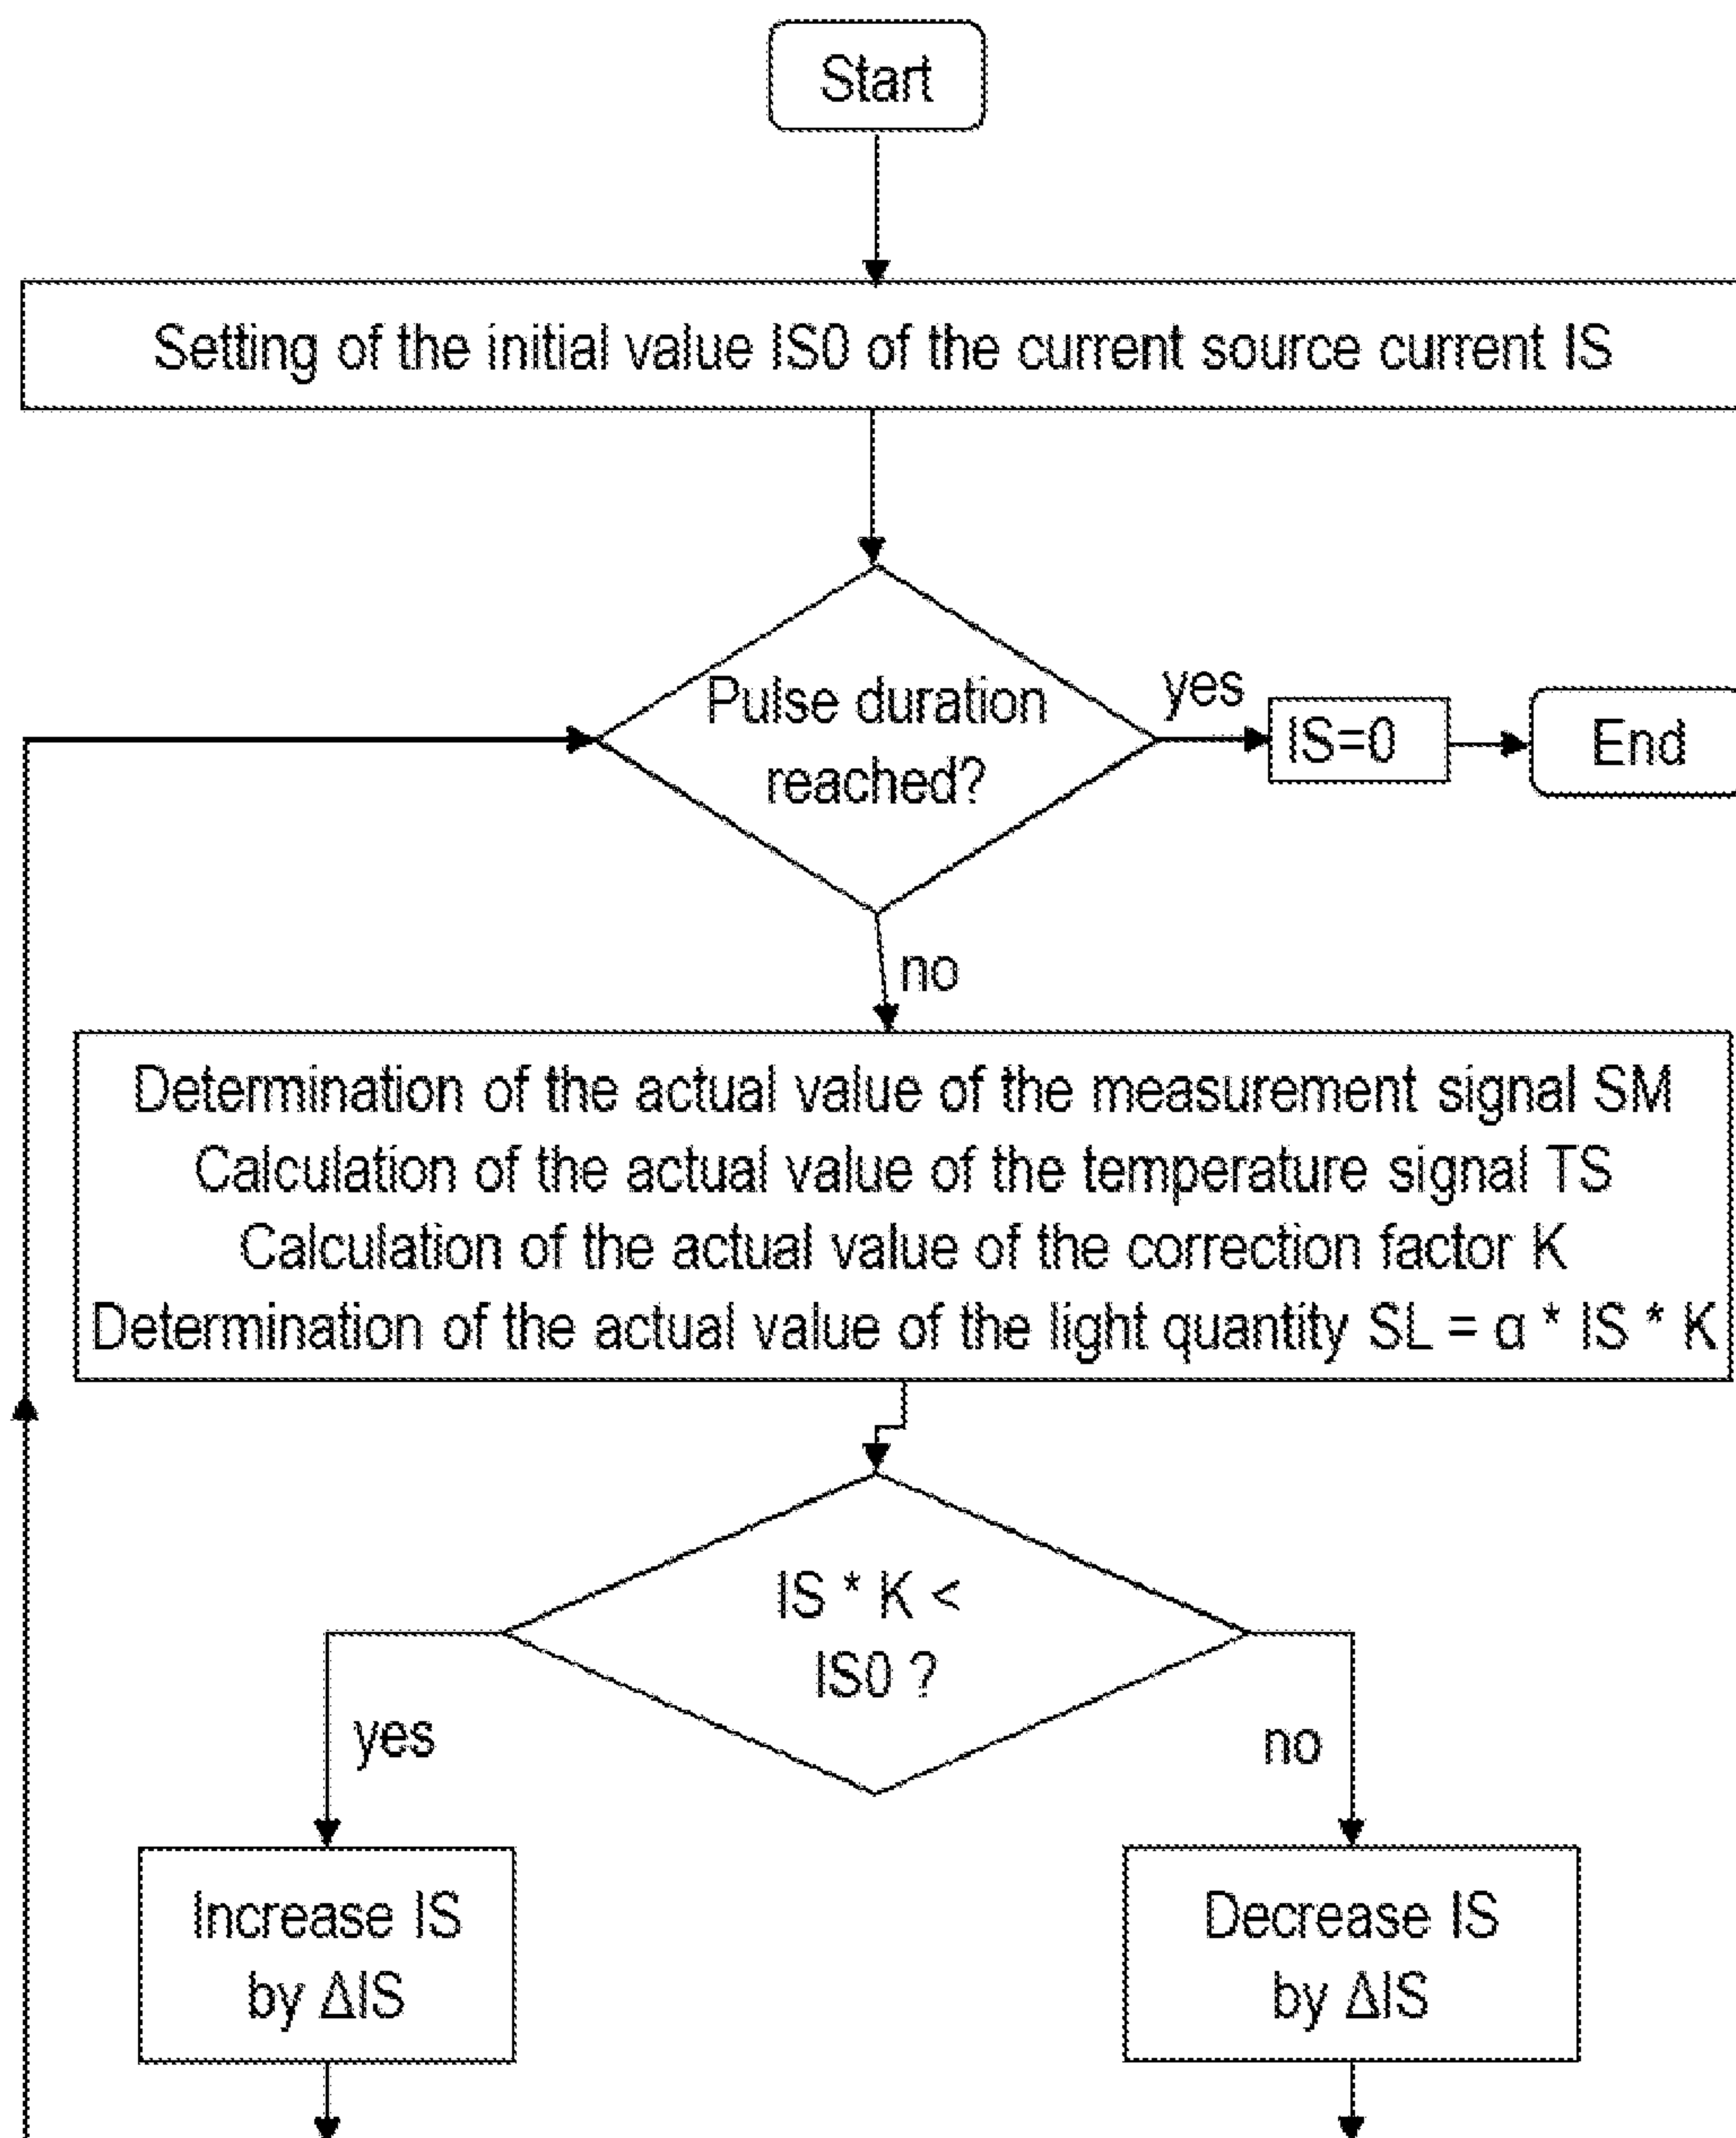 Start
Setting of the initial value IS0 of the current source current IS
Pulse duration
reached?
yes
IS=0
End
no
Determination of the actual value of the measurement signal SM
Calculation of the actual value of the temperature signal TS
Calculation of the actual value of the correction factor K
Determination of the actual value of the light quantity SL = α * IS * K
IS * K <
IS0 ?
yes
no
Increase IS
by ΔIS
Decrease IS
by ΔIS